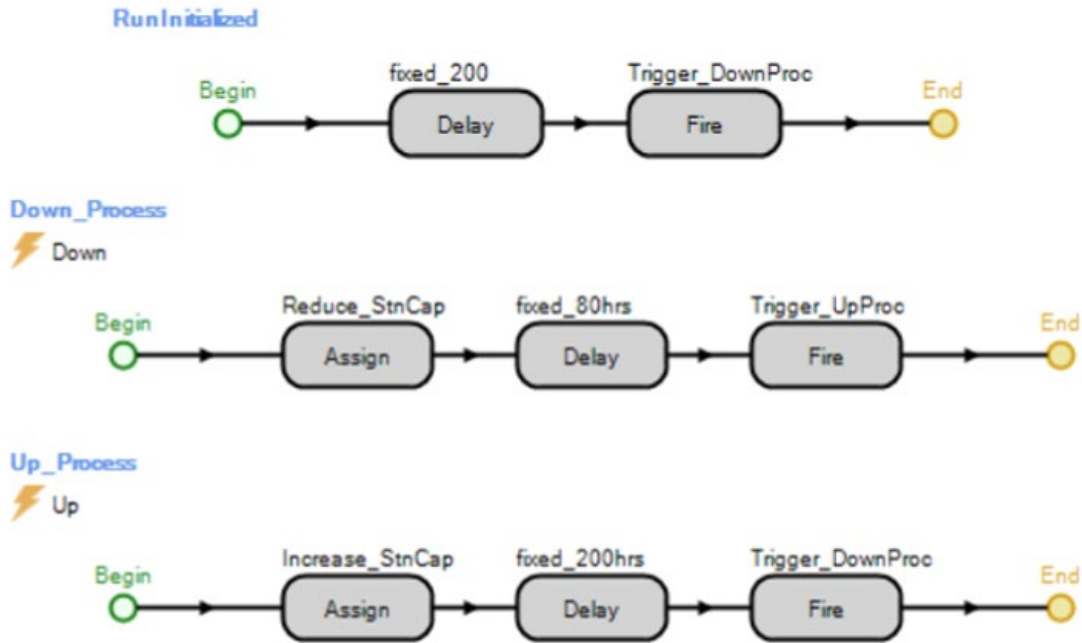 RunInitialized
fixed_200 Trigger_DownProc
Begin Delay Fire End
Down_Process
Down
Reduce_StnCap fixed_80hrs Trigger_UpProc
Begin Assign Delay Fire End
Up_Process
Up
Increase_StnCap fixed_200hrs Trigger_DownProc
Begin Assign Delay Fire End